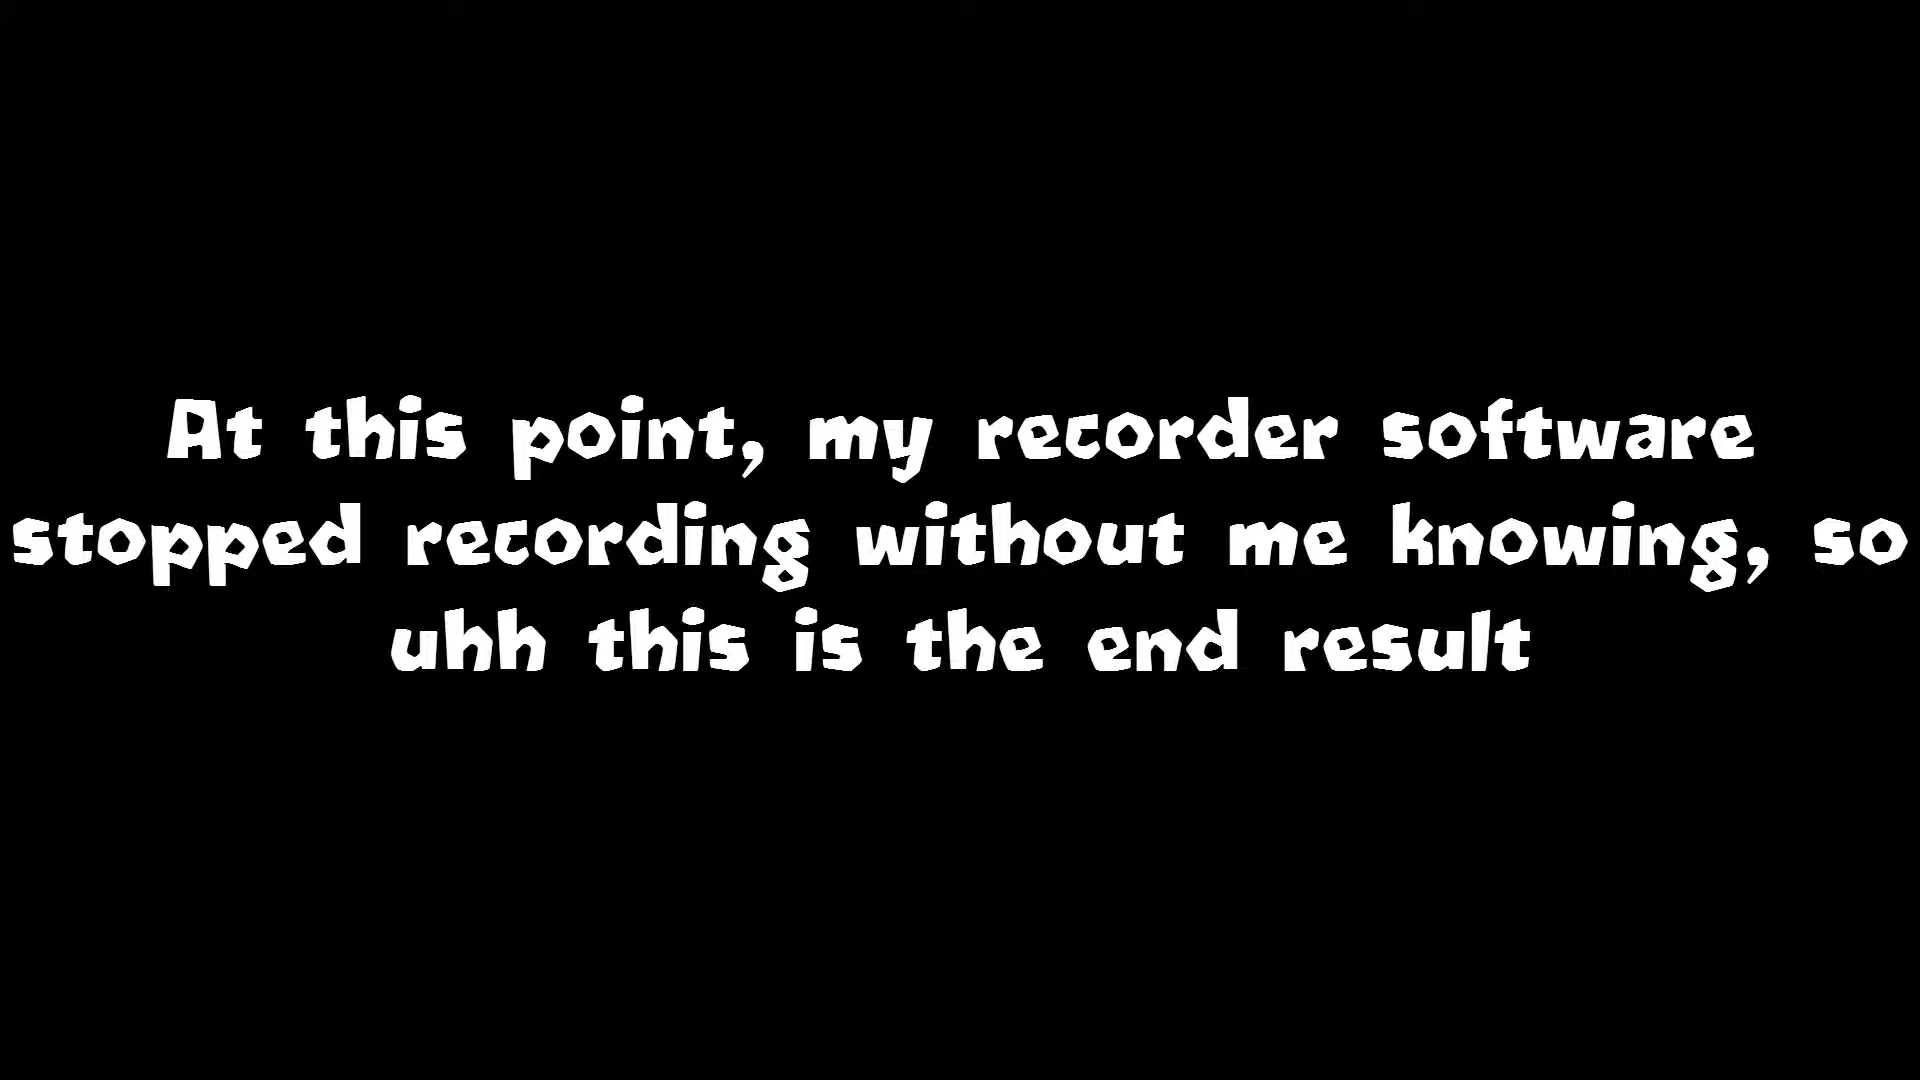 At this point, my recorder software
stopped recording without me knowing, so
uhh this is the end result